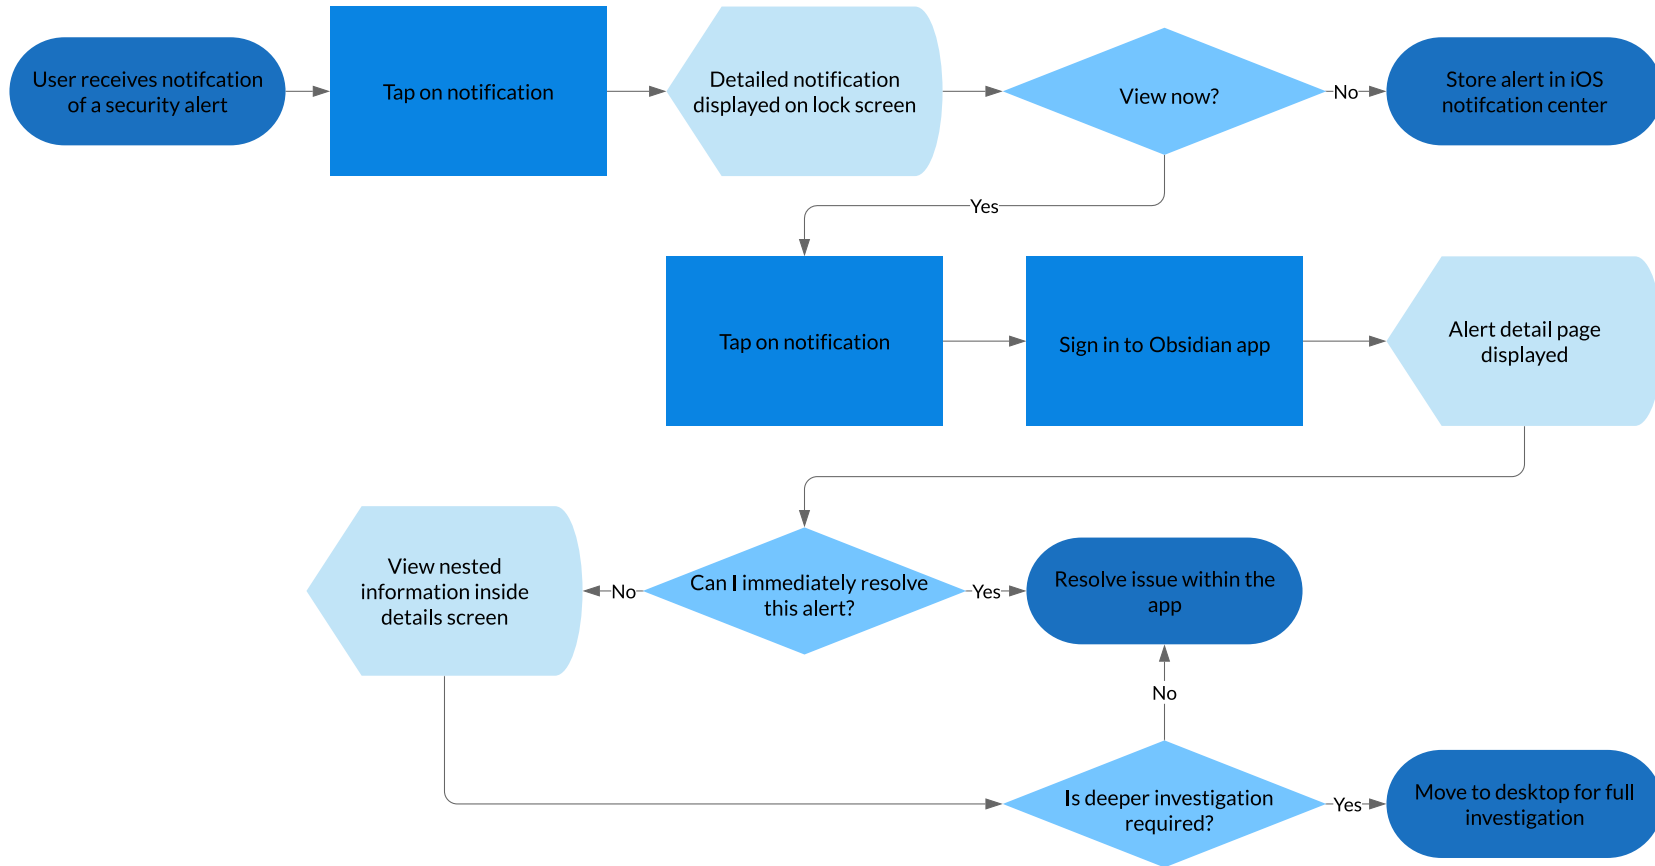 User receives notifcation
of a security alert
Tap on notification
Detailed notification
displayed on lock screen
View now?
No
Store alert in iOS
notifcation center
Yes
Tap on notification
Sign in to Obsidian app
Alert detail page
displayed
View nested
information inside
details screen
No
Can I immediately resolve
this alert?
Yes
Resolve issue within the
app
No
Is deeper investigation
required?
Yes
Move to desktop for full
investigation